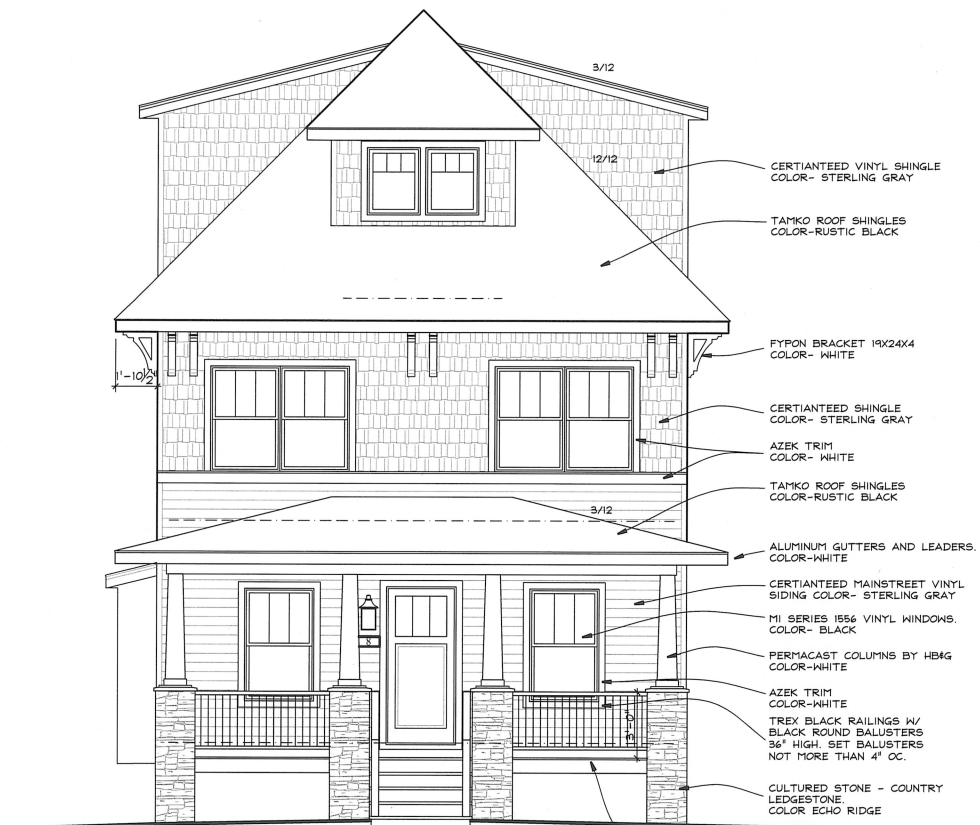 3/12
12/12
CERTIANTEED VINYL SHINGLE
COLOR- STERLING GRAY
TAMKO ROOF SHINGLES
COLOR-RUSTIC BLACK
FYPON BRACKET 19X24X4
COLOR- WHITE
1'-10½"
CERTIANTEED SHINGLE
COLOR- STERLING GRAY
AZEK TRIM
COLOR- WHITE
TAMKO ROOF SHINGLES
COLOR-RUSTIC BLACK
3/12
ALUMINUM GUTTERS AND LEADERS.
COLOR-WHITE
CERTIANTEED MAINSTREET VINYL
SIDING COLOR- STERLING GRAY
MI SERIES 1556 VINYL WINDOWS.
COLOR- BLACK
8
PERMACAST COLUMNS BY HB&G
COLOR-WHITE
AZEK TRIM
COLOR-WHITE
3'-0"
TREX BLACK RAILINGS W/
BLACK ROUND BALUSTERS
36" HIGH. SET BALUSTERS
NOT MORE THAN 4" OC.
CULTURED STONE - COUNTRY
LEDGESTONE.
COLOR ECHO RIDGE